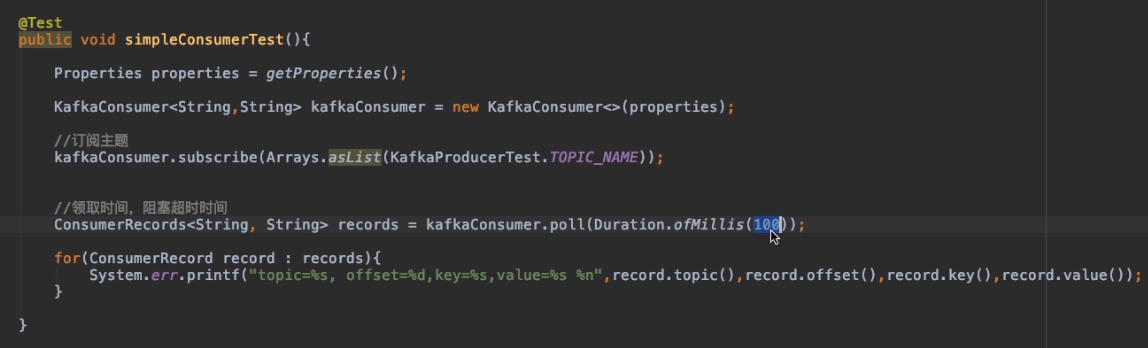 @Test
public void simpleConsumerTest(){
Properties properties = getProperties();
KafkaConsumer<String,String> kafkaConsumer = new KafkaConsumer<>(properties);
//订阅主题
kafkaConsumer.subscribe(Arrays.asList(KafkaProducerTest.TOPIC_NAME));
//领取时间，阻塞超时时间
ConsumerRecords<String, String> records = kafkaConsumer.poll(Duration.ofMillis(100));
for(ConsumerRecord record : records){
System.err.printf("topic=%s, offset=%d,key=%s,value=%s %n",record.topic(),record.offset(),record.key(),record.value());
}
}